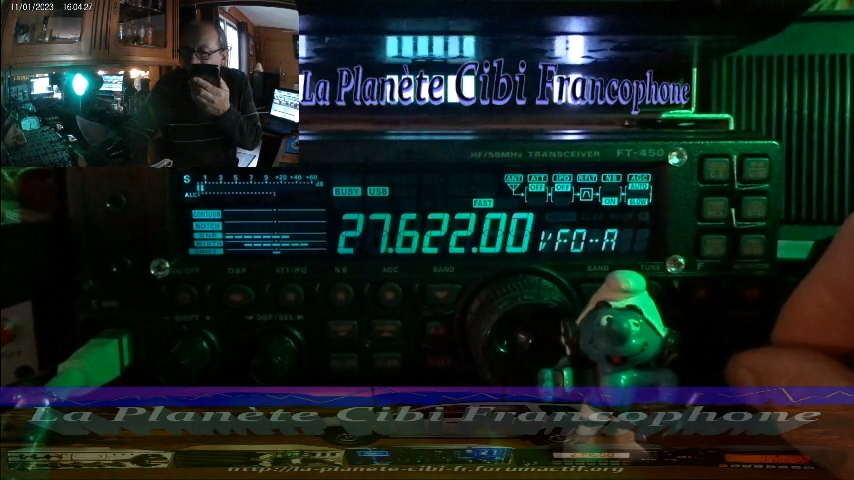 11/01/2023 16:04:27
La Planète Cibi Francophone
HF/50MHz TRANSCEIVER FT-450
S 1 3 5 7 9 +20 +40 +60 dB
ALC
BUSY USB
ANT ATT IPO R.FLT N B AGC
OFF OFF ON AUTO SLOW
FAST
CONTOUR
NOTCH
DNR
WIDTH
SHIFT
27.622.00 VFO-A
ON/OFF DSP ATT/IPO NB AGC BAND BAND TUNE
SHIFT DSP/SEL
La Planète Cibi Francophone
http://la-planete-cibi-fr.forumactif.org